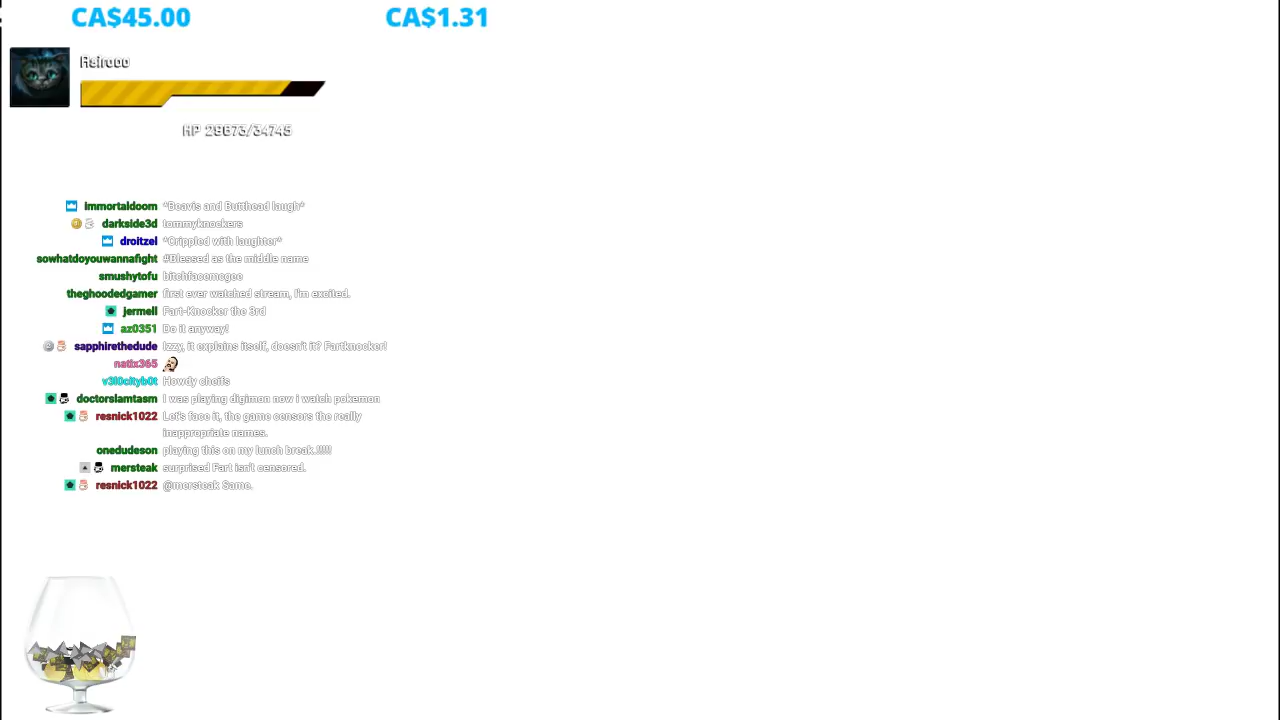 CA$45.00 CA$1.31
Asirooo
HP 29673/34745
immortaldoom *Beavis and Butthead laugh*
darkside3d tommyknockers
droitzel *Crippled with laughter*
sowhatdoyouwannafight #Blessed as the middle name
smushytofu bitchfacemcgee
theghoodedgamer first ever watched stream, I'm excited.
jermell Fart-Knocker the 3rd
az0351 Do it anyway!
sapphirethedude Izzy, it explains itself, doesn't it? Fartknocker!
natix365
v3l0cityb0t Howdy cheifs
doctorslamtasm I was playing digimon now i watch pokemon
resnick1022 Let's face it, the game censors the really
inappropriate names.
onedudeson playing this on my lunch break.!!!!!
mersteak surprised Fart isn't censored.
resnick1022 @mersteak Same.